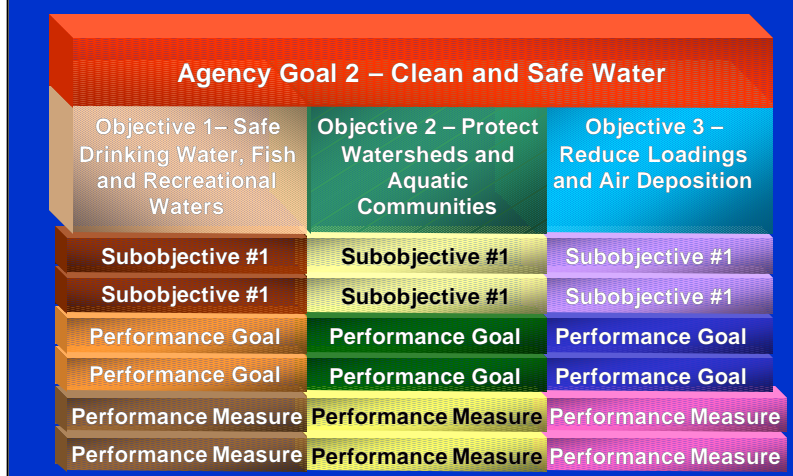 Agency Goal 2 – Clean and Safe Water
Objective 1– Safe
Drinking Water, Fish
and Recreational
Waters
Objective 2 – Protect
Watersheds and
Aquatic
Communities
Objective 3 –
Reduce Loadings
and Air Deposition
Subobjective #1
Subobjective #1
Subobjective #1
Subobjective #1
Subobjective #1
Subobjective #1
Performance Goal
Performance Goal
Performance Goal
Performance Goal
Performance Goal
Performance Goal
Performance Measure
Performance Measure
Performance Measure
Performance Measure
Performance Measure
Performance Measure